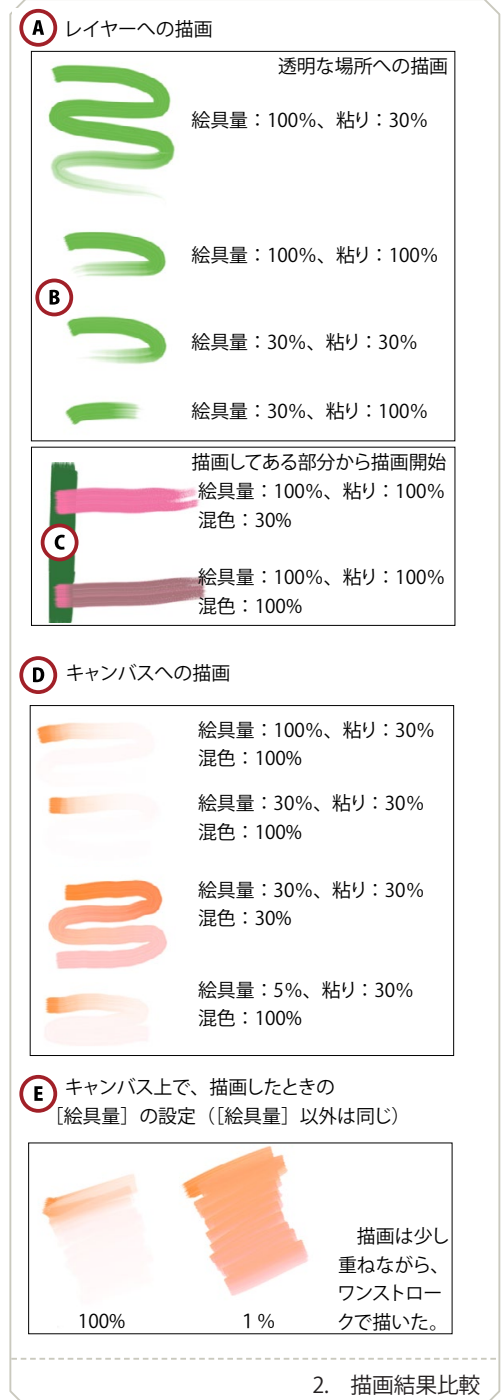 A レイヤーへの描画
透明な場所への描画
絵具量：100%、粘り：30%
絵具量：100%、粘り：100%
B
絵具量：30%、粘り：30%
絵具量：30%、粘り：100%
描画してある部分から描画開始
絵具量：100%、粘り：100%
混色：30%
C
絵具量：100%、粘り：100%
混色：100%
D キャンバスへの描画
絵具量：100%、粘り：30%
混色：100%
絵具量：30%、粘り：30%
混色：100%
絵具量：30%、粘り：30%
混色：30%
絵具量：5%、粘り：30%
混色：100%
E キャンバス上で、描画したときの
［絵具量］の設定（［絵具量］以外は同じ）
描画は少し
重ねながら、
ワンストロー
クで描いた。
100%
1 %
2. 描画結果比較